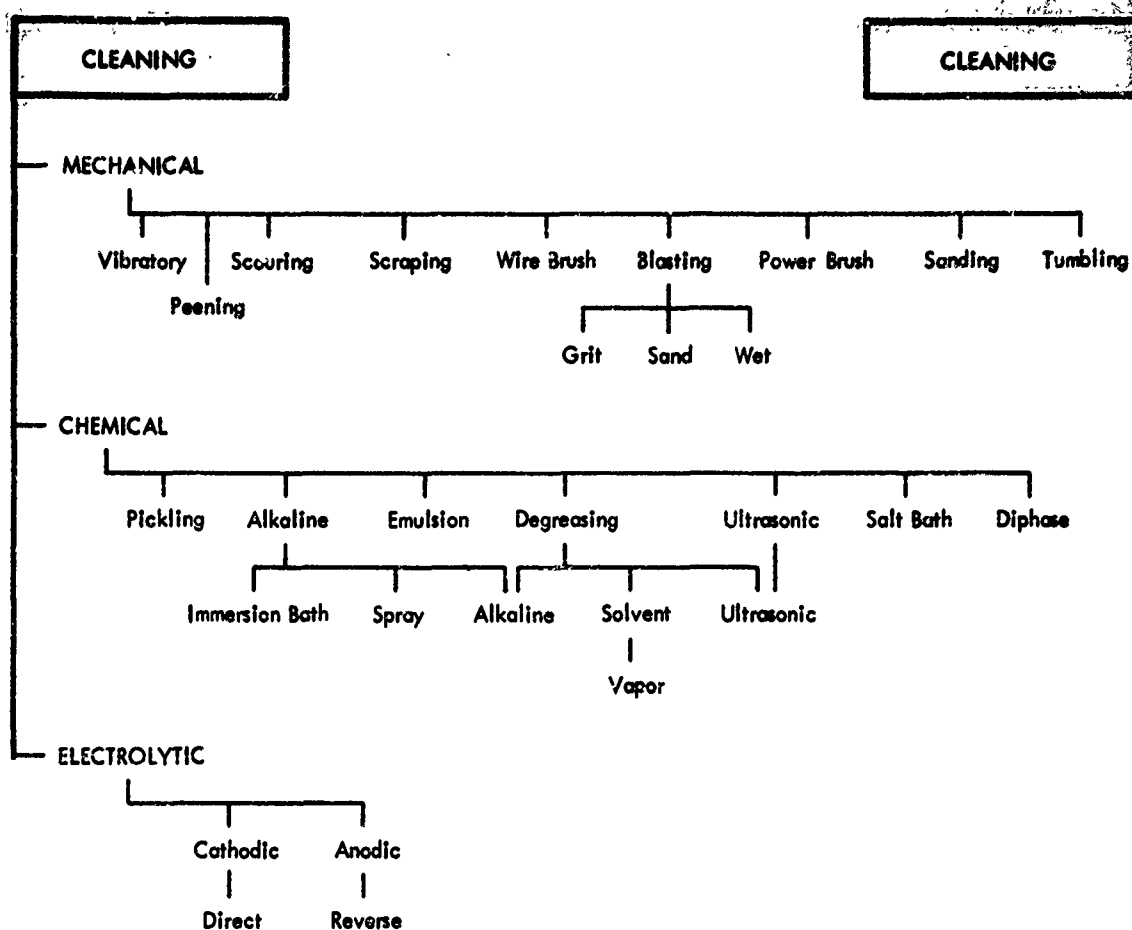 CLEANING CLEANING
MECHANICAL
Vibratory Scouring Scraping Wire Brush Blasting Power Brush Sanding Tumbling
Peening
Grit Sand Wet
CHEMICAL
Pickling Alkaline Emulsion Degreasing Ultrasonic Salt Bath Diphase
Immersion Bath Spray Alkaline Solvent Ultrasonic
Vapor
ELECTROLYTIC
Cathodic Anodic
Direct Reverse